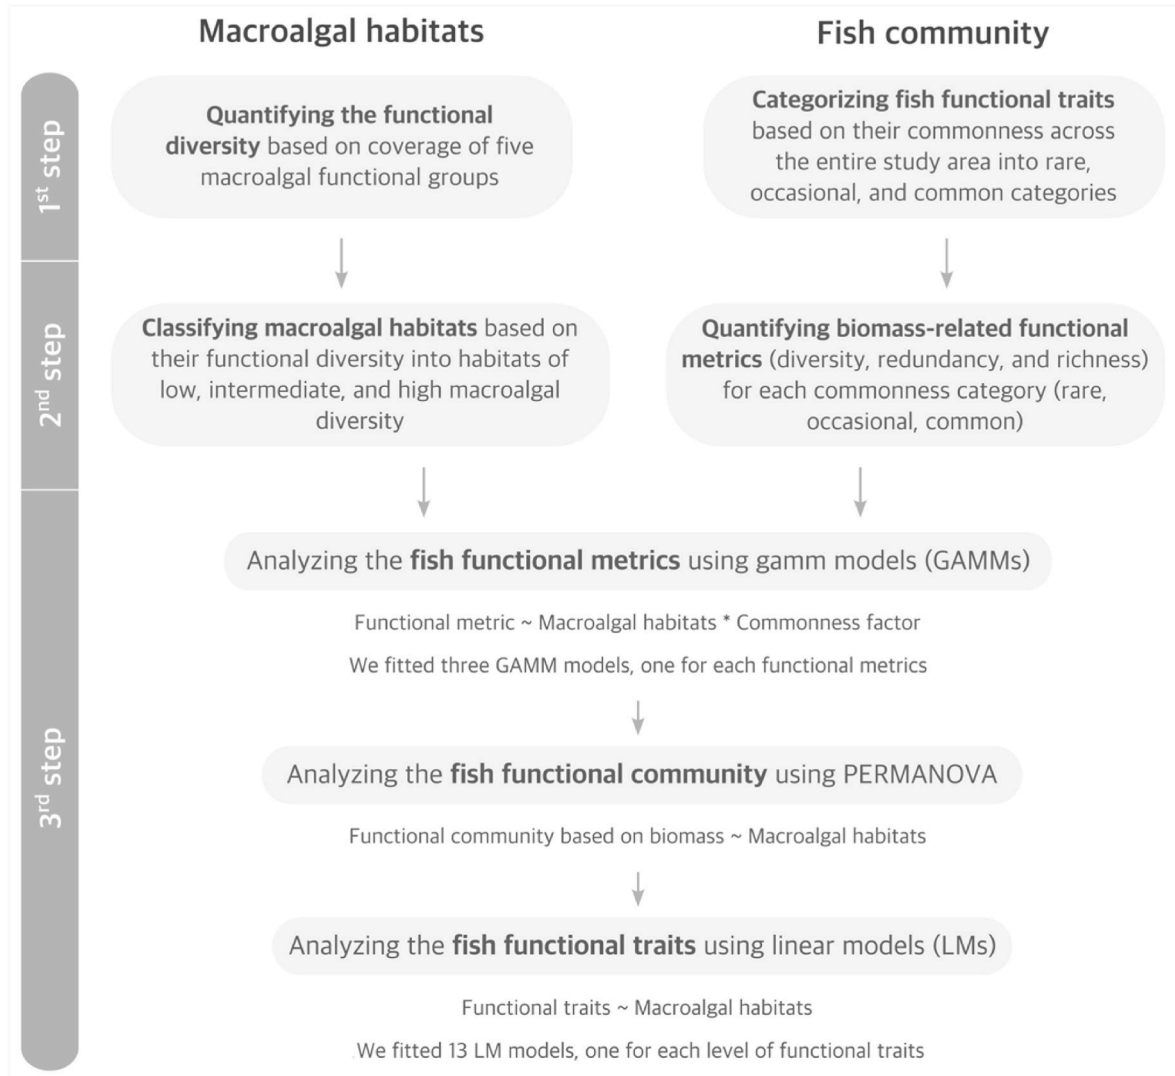 Macroalgal habitats
Fish community
1st step
Quantifying the functional
diversity based on coverage of five
macroalgal functional groups
Categorizing fish functional traits
based on their commonness across
the entire study area into rare,
occasional, and common categories
2nd step
Classifying macroalgal habitats based on
their functional diversity into habitats of
low, intermediate, and high macroalgal
diversity
Quantifying biomass-related functional
metrics (diversity, redundancy, and richness)
for each commonness category (rare,
occasional, common)
3rd step
Analyzing the fish functional metrics using gamm models (GAMMs)
Functional metric ~ Macroalgal habitats * Commonness factor
We fitted three GAMM models, one for each functional metrics
Analyzing the fish functional community using PERMANOVA
Functional community based on biomass ~ Macroalgal habitats
Analyzing the fish functional traits using linear models (LMs)
Functional traits ~ Macroalgal habitats
We fitted 13 LM models, one for each level of functional traits